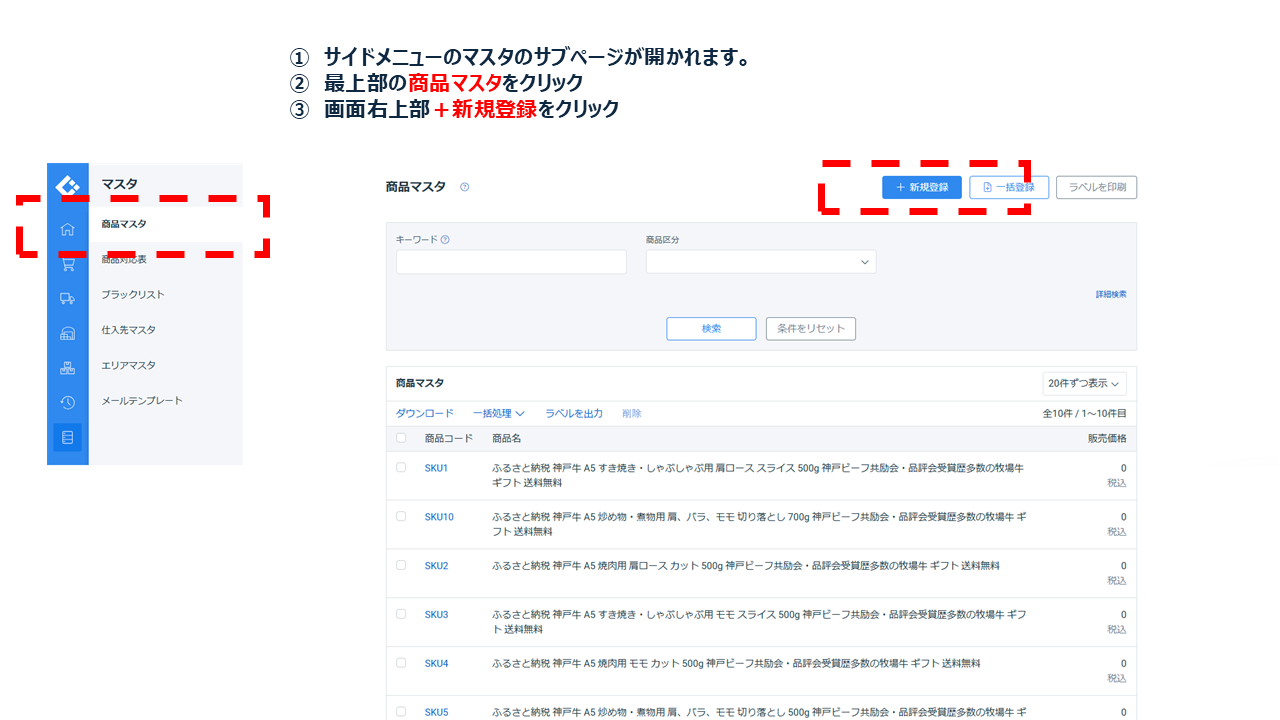 ① サイドメニューのマスタのサブページが開かれます。
② 最上部の商品マスタをクリック
③ 画面右上部＋新規登録をクリック
マスタ
商品マスタ
商品対応表
ブラックリスト
仕入先マスタ
エリアマスタ
メールテンプレート
商品マスタ
＋ 新規登録
一括登録
ラベルを印刷
キーワード
商品区分
詳細検索
検索
条件をリセット
商品マスタ
20件ずつ表示
ダウンロード 一括処理 ラベルを出力 削除
全10件 / 1～10件目
商品コード 商品名 販売価格
SKU1 ふるさと納税 神戸牛 A5 すき焼き・しゃぶしゃぶ用 肩ロース スライス 500g 神戸ビーフ共励会・品評会受賞歴多数の牧場牛 0
ギフト 送料無料 税込
SKU10 ふるさと納税 神戸牛 A5 炒め物・煮物用 肩、バラ、モモ 切り落とし 700g 神戸ビーフ共励会・品評会受賞歴多数の牧場牛 ギ 0
フト 送料無料 税込
SKU2 ふるさと納税 神戸牛 A5 焼肉用 肩ロース カット 500g 神戸ビーフ共励会・品評会受賞歴多数の牧場牛 ギフト 送料無料 0
税込
SKU3 ふるさと納税 神戸牛 A5 すき焼き・しゃぶしゃぶ用 モモ スライス 500g 神戸ビーフ共励会・品評会受賞歴多数の牧場牛 ギフ 0
ト 送料無料 税込
SKU4 ふるさと納税 神戸牛 A5 焼肉用 モモ カット 500g 神戸ビーフ共励会・品評会受賞歴多数の牧場牛 ギフト 送料無料 0
税込
SKU5 ふるさと納税 神戸牛 A5 炒め物・煮物用 肩、バラ、モモ 切り落とし 500g 神戸ビーフ共励会・品評会受賞歴多数の牧場牛 ギ 0